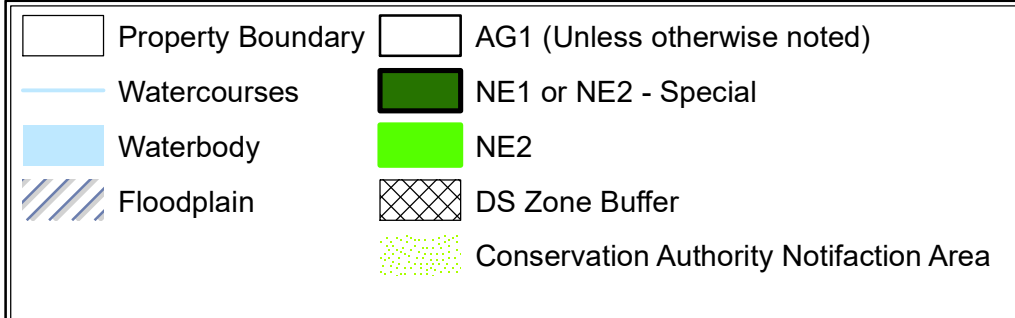 Property Boundary
Watercourses
Waterbody
Floodplain
AG1 (Unless otherwise noted)
NE1 or NE2 - Special
NE2
DS Zone Buffer
Conservation Authority Notifaction Area